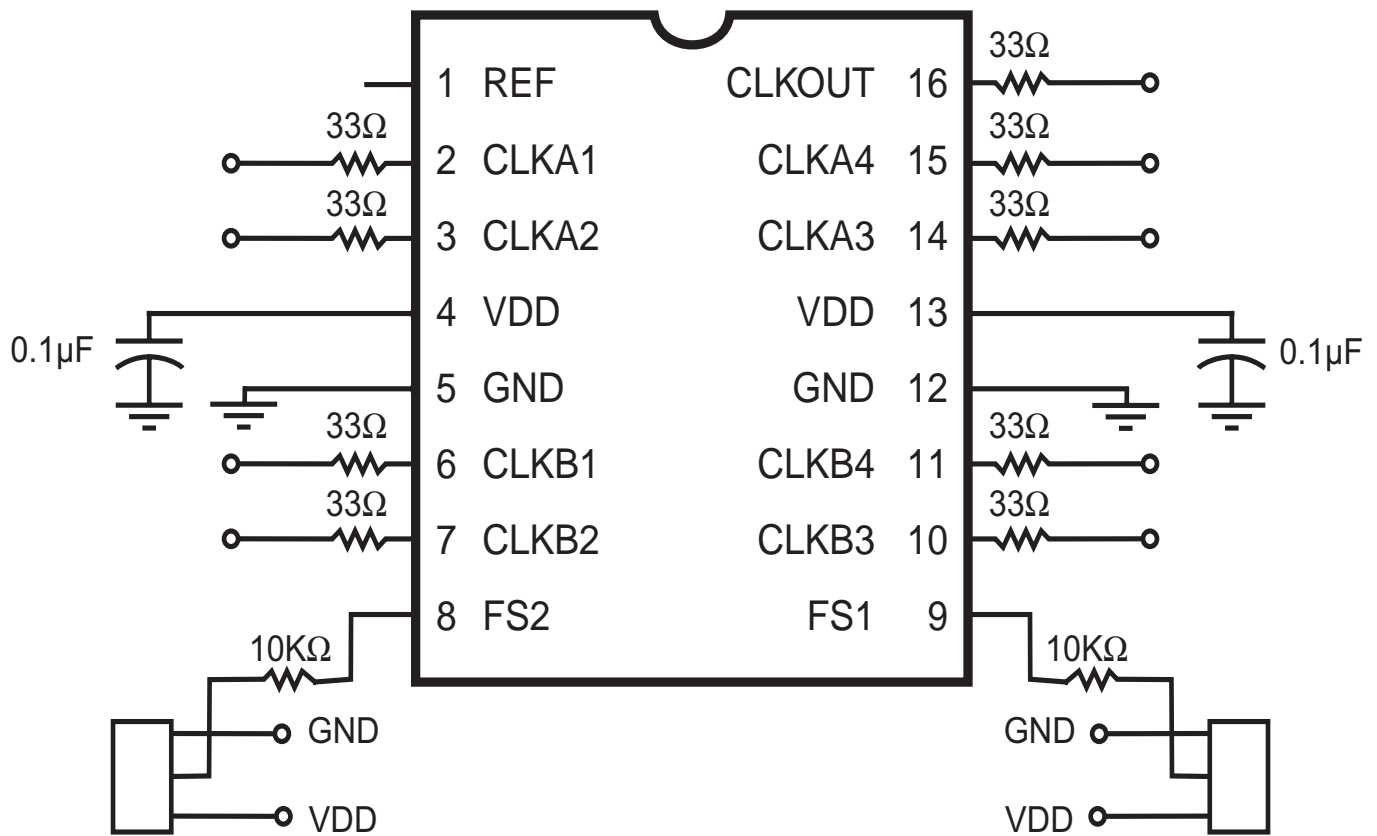 33Ω
1 REF CLKOUT 16
33Ω 33Ω
2 CLKA1 CLKA4 15
33Ω 33Ω
3 CLKA2 CLKA3 14
4 VDD VDD 13
0.1µF 0.1µF
5 GND GND 12
33Ω 33Ω
6 CLKB1 CLKB4 11
33Ω 33Ω
7 CLKB2 CLKB3 10
8 FS2 FS1 9
10KΩ 10KΩ
GND GND
VDD VDD